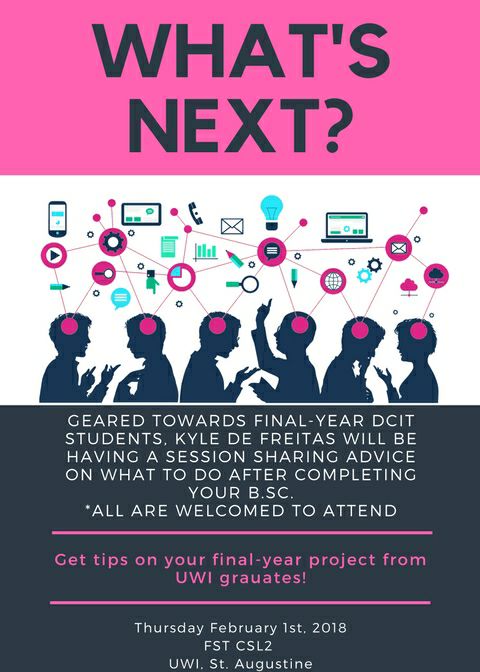 WHAT'S
NEXT?
GEARED TOWARDS FINAL-YEAR DCIT
STUDENTS, KYLE DE FREITAS WILL BE
HAVING A SESSION SHARING ADVICE
ON WHAT TO DO AFTER COMPLETING
YOUR B.SC.
*ALL ARE WELCOMED TO ATTEND
Get tips on your final-year project from
UWI grauates!
Thursday February 1st, 2018
FST CSL2
UWI, St. Augustine